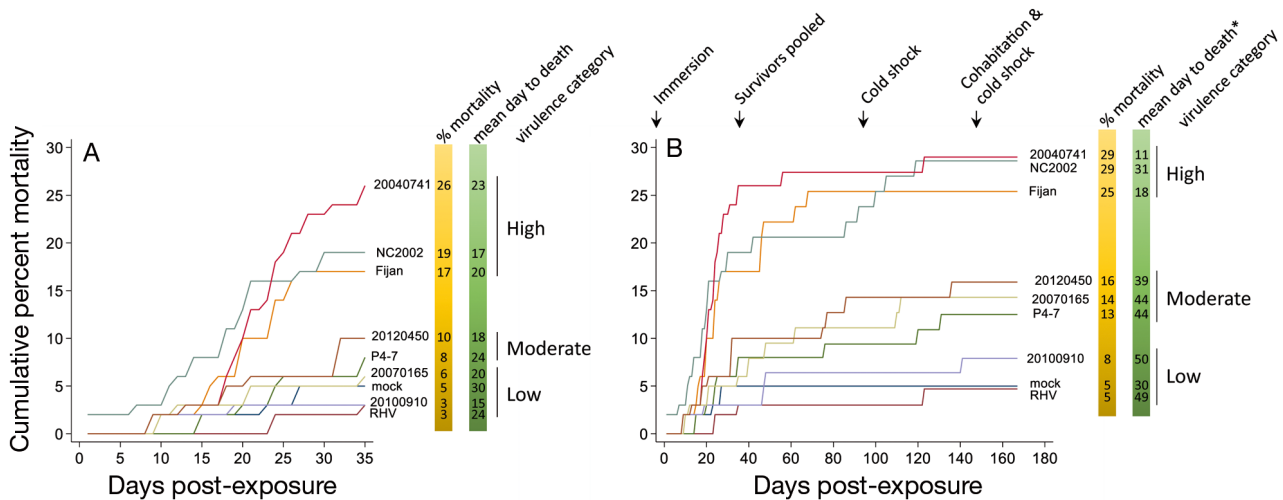 A
Cumulative percent mortality
30
25
20
15
10
5
0
0 5 10 15 20 25 30 35
Days post-exposure
% mortality
mean day to death
virulence category
20040741 26 23
NC2002 19 17
Fijan 17 20
High
20120450 10 18
P4-7 8 24
Moderate
20070165 6 20
mock 5 30
20100910 3 15
RHV 3 24
Low
B
Immersion
Survivors pooled
Cold shock
Cohabitation &
cold shock
30
25
20
15
10
5
0
0 20 40 60 80 100 120 140 160 180
Days post-exposure
% mortality
mean day to death*
virulence category
20040741 29 11
NC2002 29 31
Fijan 25 18
High
20120450 16 39
20070165 14 44
P4-7 13 44
Moderate
20100910 8 50
mock 5 30
RHV 5 49
Low